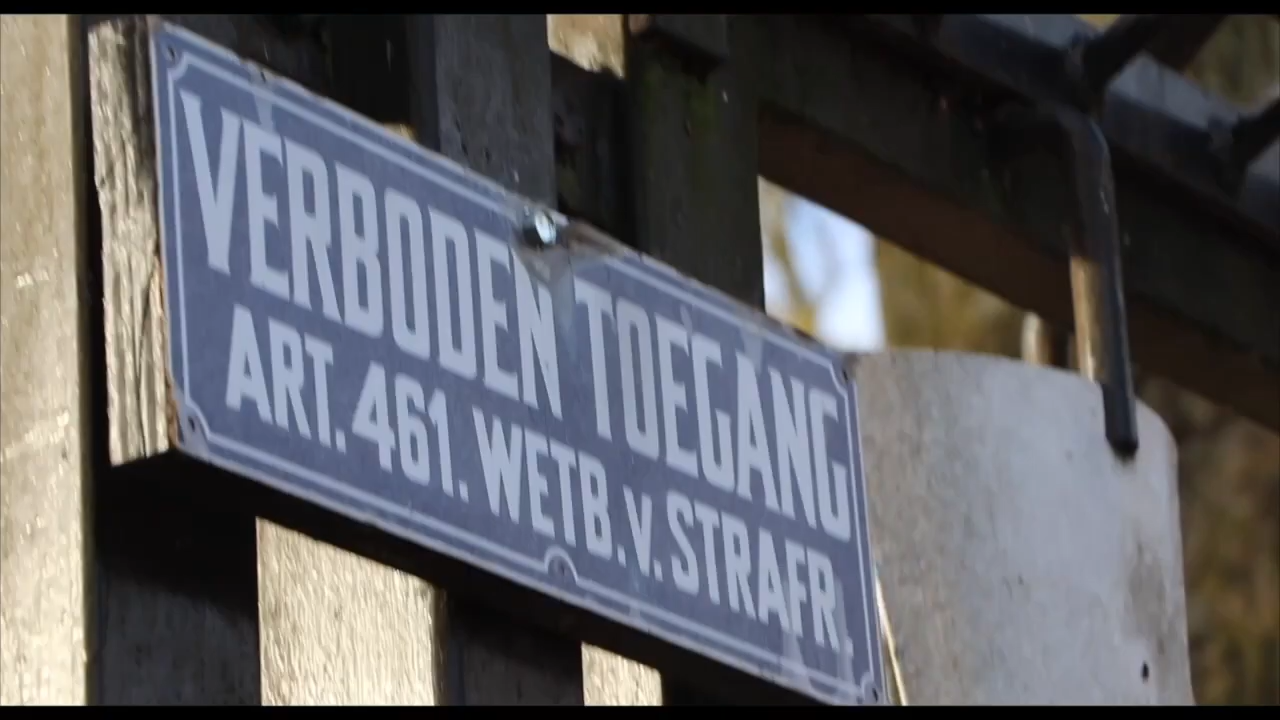 VERBODEN TOEGANG
ART. 461. WETB. V. STRAFR.